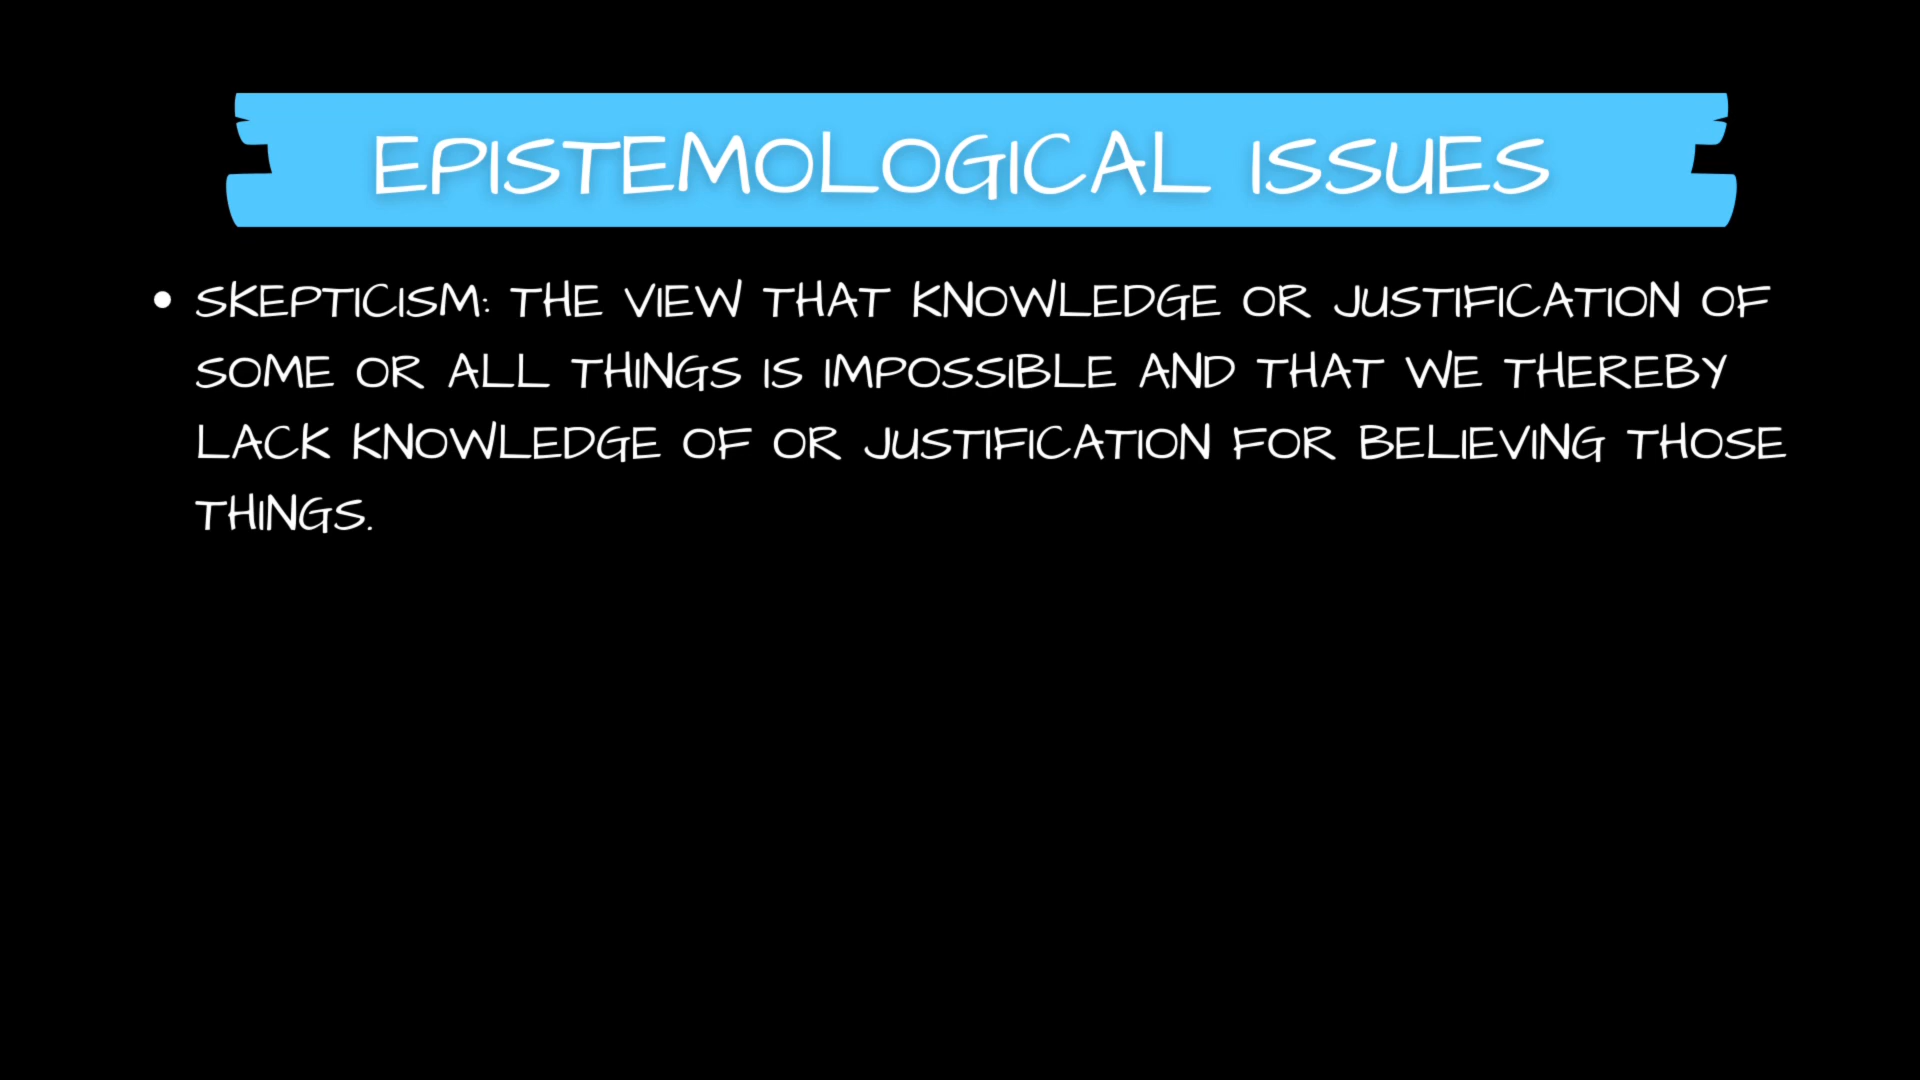 EPISTEMOLOGICAL ISSUES
• SKEPTICISM: THE VIEW THAT KNOWLEDGE OR JUSTIFICATION OF
SOME OR ALL THINGS IS IMPOSSIBLE AND THAT WE THEREBY
LACK KNOWLEDGE OF OR JUSTIFICATION FOR BELIEVING THOSE
THINGS.